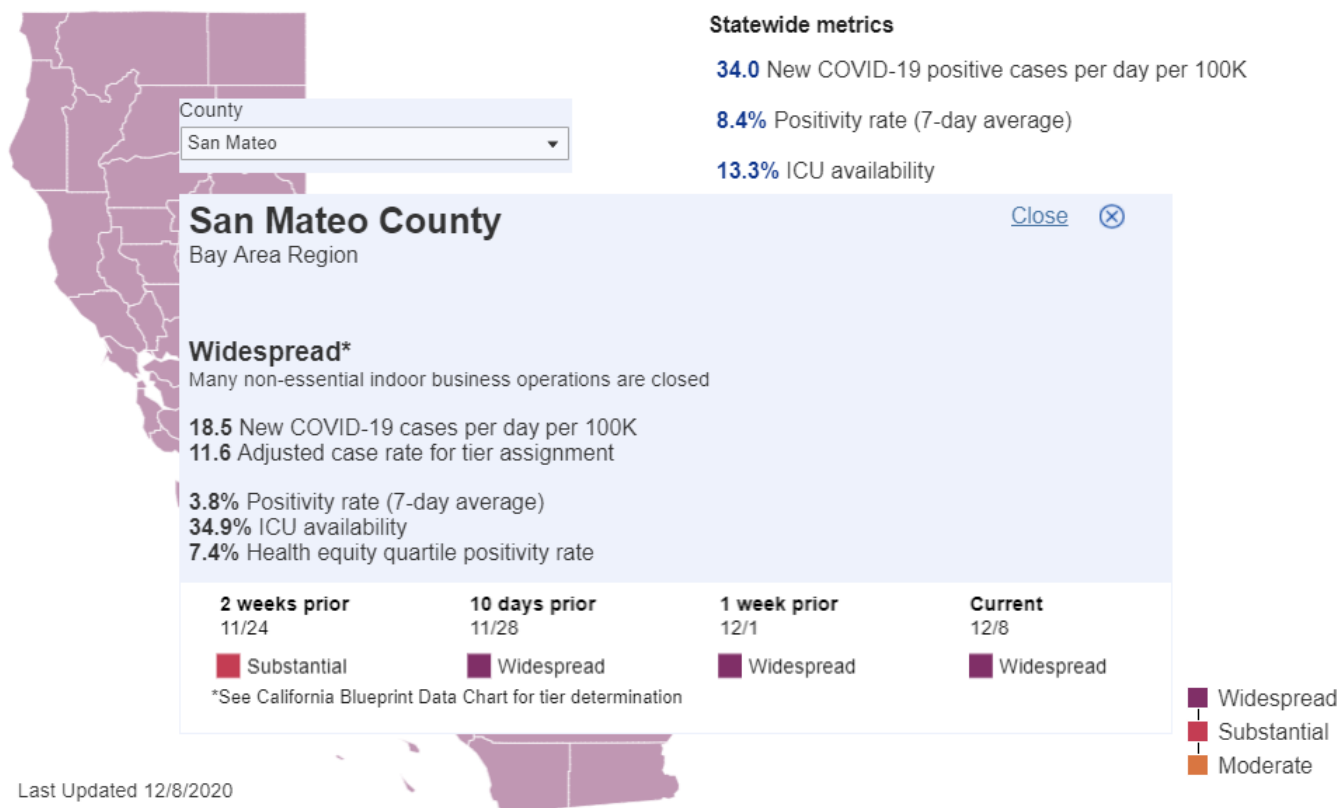 Statewide metrics
34.0 New COVID-19 positive cases per day per 100K
8.4% Positivity rate (7-day average)
13.3% ICU availability
County
San Mateo
San Mateo County
Close
Bay Area Region
Widespread*
Many non-essential indoor business operations are closed
18.5 New COVID-19 cases per day per 100K
11.6 Adjusted case rate for tier assignment
3.8% Positivity rate (7-day average)
34.9% ICU availability
7.4% Health equity quartile positivity rate
2 weeks prior
11/24
Substantial
10 days prior
11/28
Widespread
1 week prior
12/1
Widespread
Current
12/8
Widespread
*See California Blueprint Data Chart for tier determination
Widespread
Substantial
Moderate
Last Updated 12/8/2020